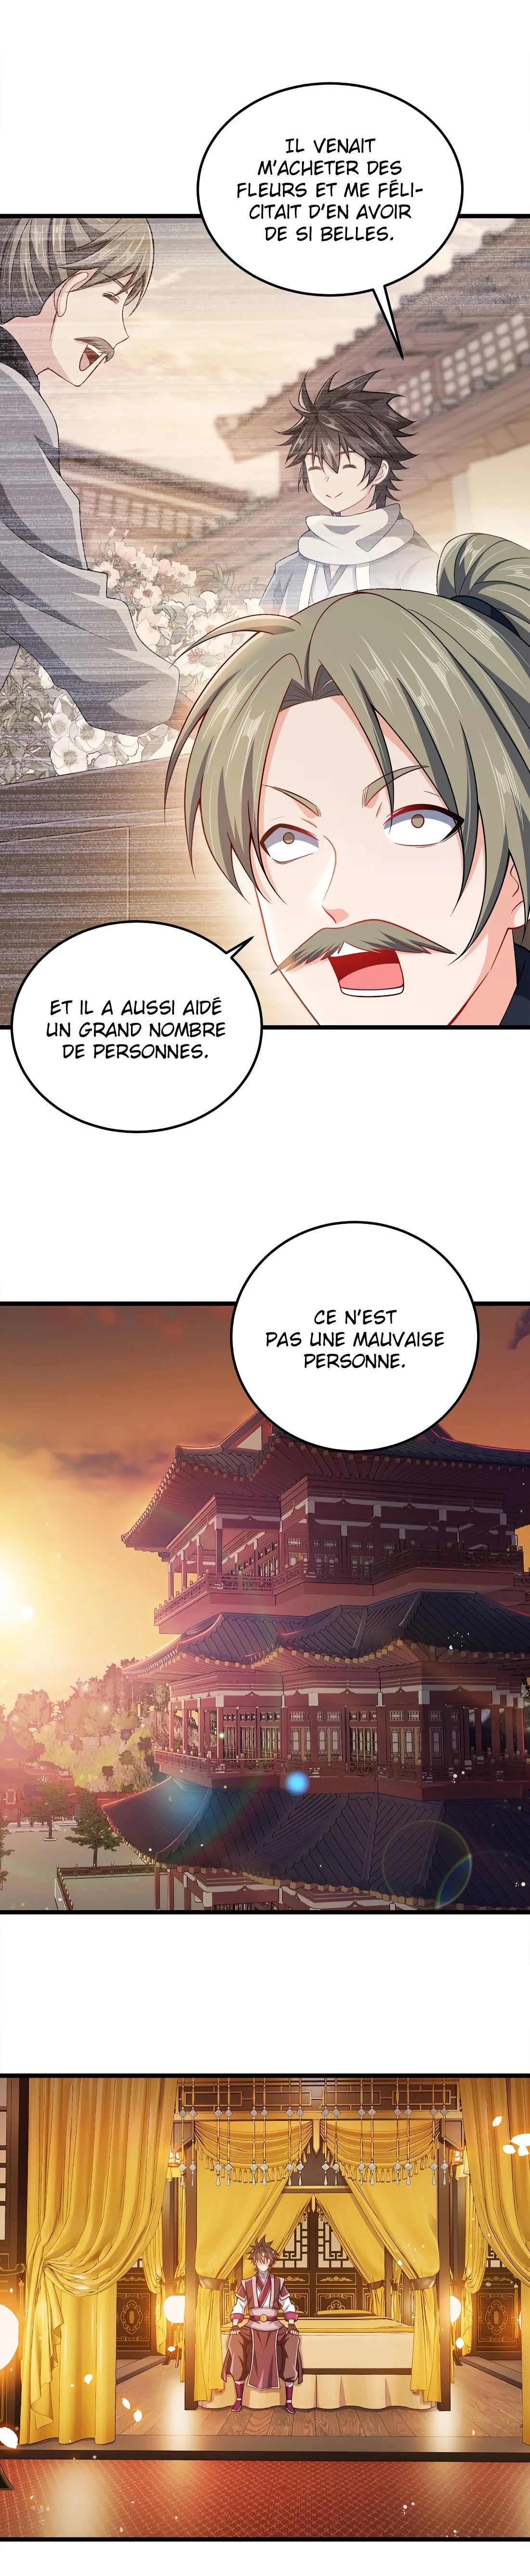 IL VENAIT
M'ACHETER DES
FLEURS ET ME FÉLI-
CITAIT D'EN AVOIR
DE SI BELLES.
ET IL A AUSSI AIDÉ
UN GRAND NOMBRE
DE PERSONNES.
CE N'EST
PAS UNE MAUVAISE
PERSONNE.